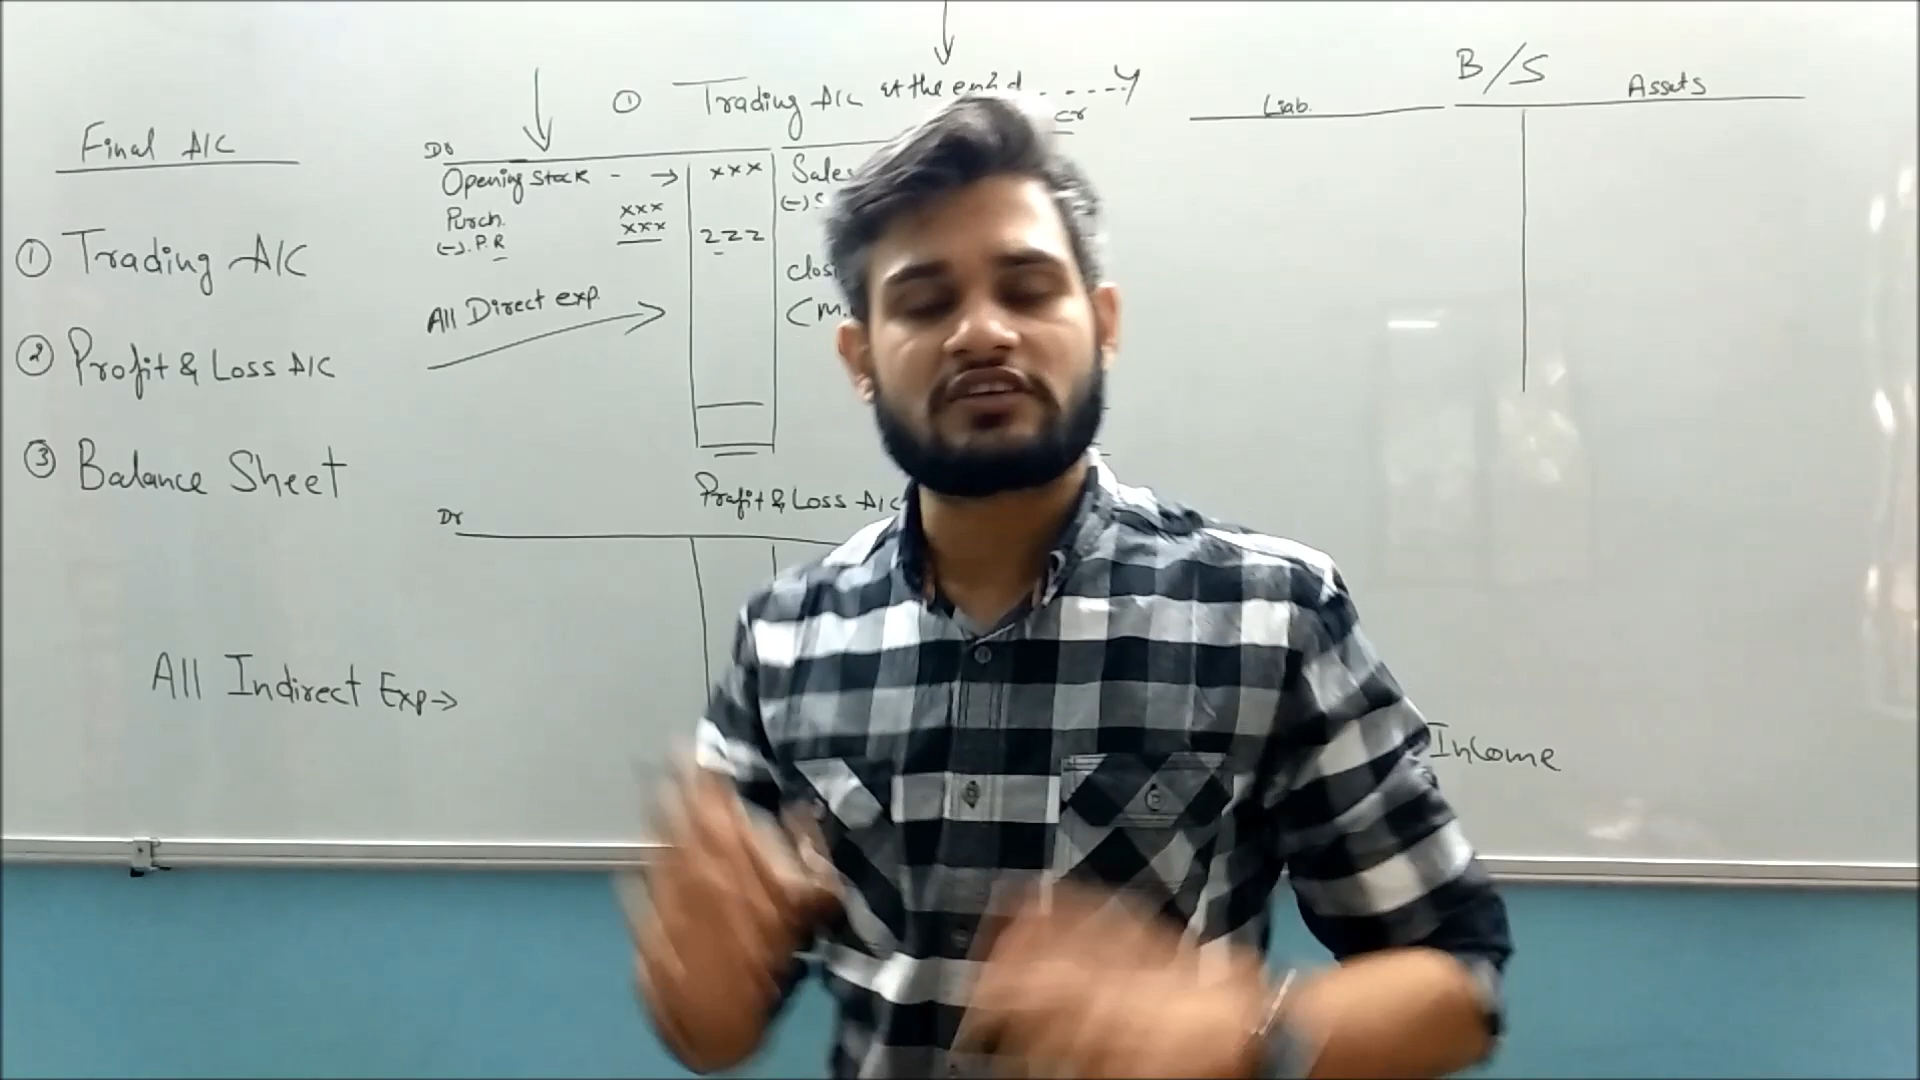 Final A/C
① Trading A/C
② Profit & Loss A/C
③ Balance Sheet
① Trading A/C at the end . - - - - Y
Dr
Cr
Opening stock - → xxx
Purch. xxx
(-). P.R xxx zzz
All Direct exp.
Sales
(-)
(M.
Profit & Loss A/C
Dr
All Indirect Exp→
Income
B/S
Liab.
Assets